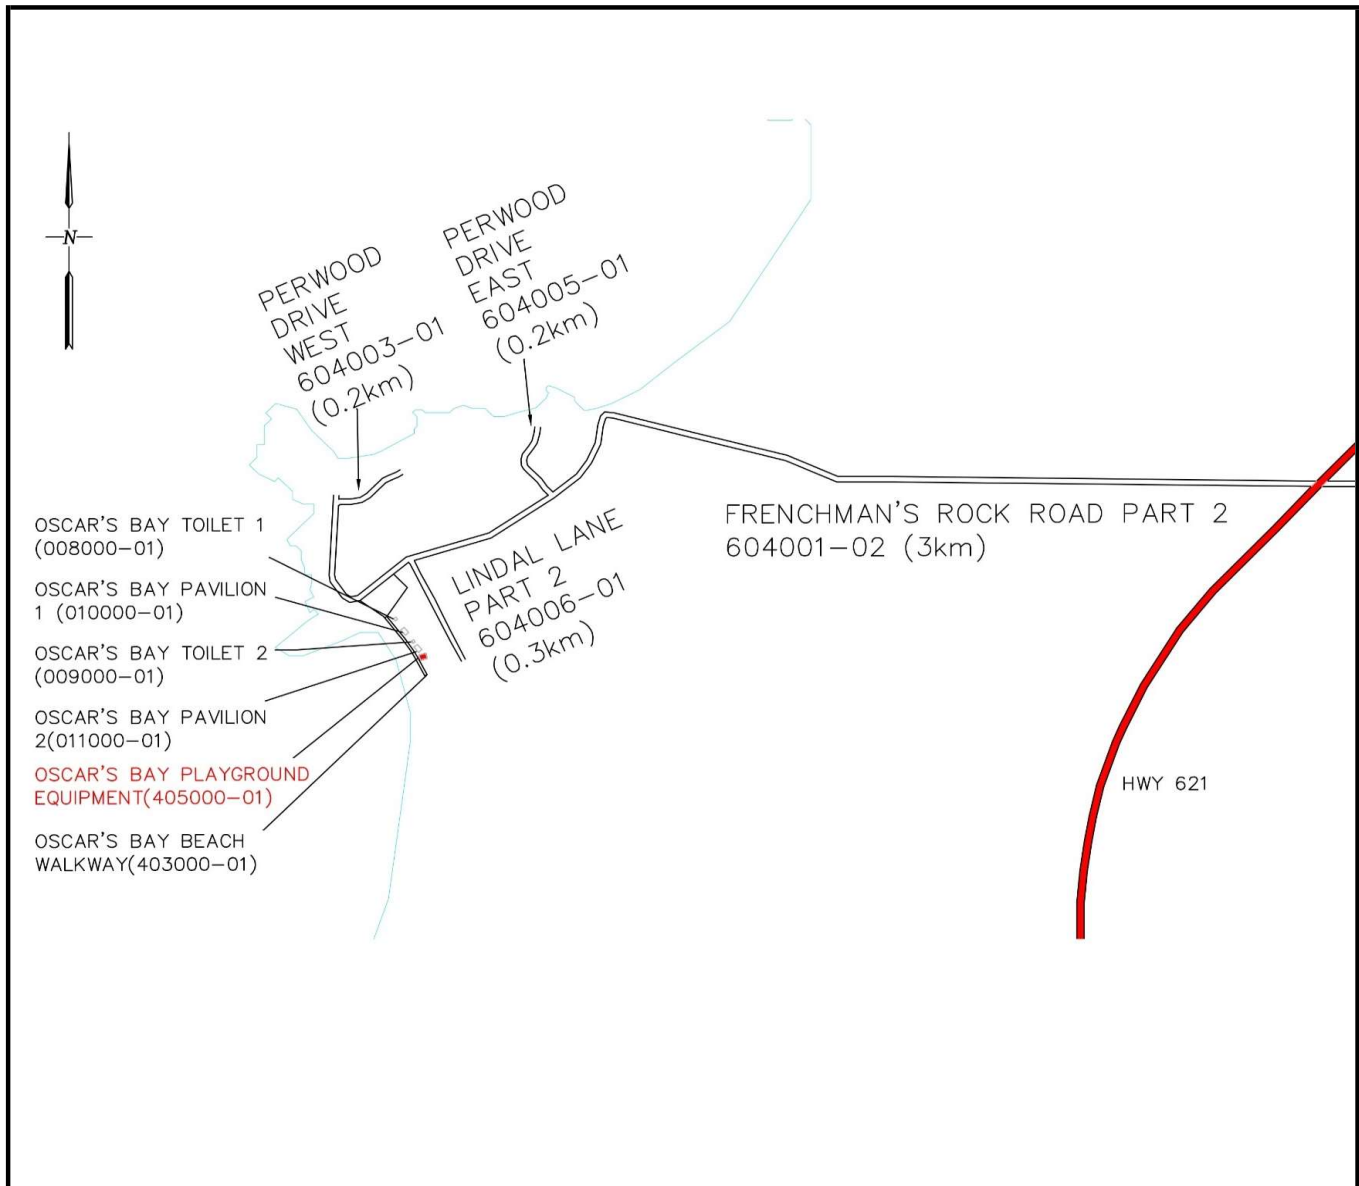 N
PERWOOD
DRIVE
WEST
604003-01
(0.2km)
PERWOOD
DRIVE
EAST
604005-01
(0.2km)
FRENCHMAN'S ROCK ROAD PART 2
604001-02 (3km)
LINDAL LANE
PART 2
604006-01
(0.3km)
OSCAR'S BAY TOILET 1
(008000-01)
OSCAR'S BAY PAVILION
1 (010000-01)
OSCAR'S BAY TOILET 2
(009000-01)
OSCAR'S BAY PAVILION
2(011000-01)
OSCAR'S BAY PLAYGROUND
EQUIPMENT(405000-01)
OSCAR'S BAY BEACH
WALKWAY(403000-01)
HWY 621